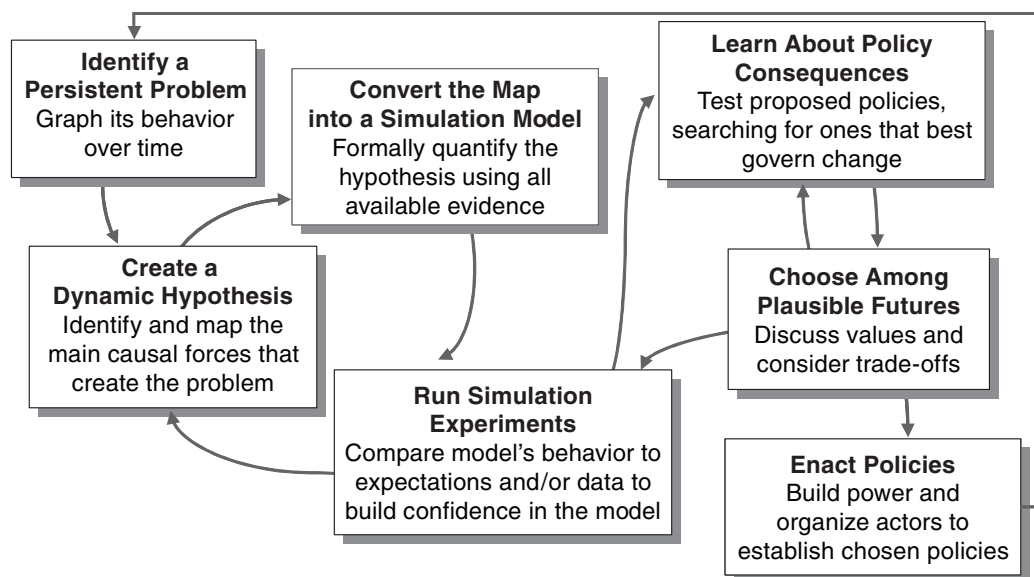 Identify a
Persistent Problem
Graph its behavior
over time
Create a
Dynamic Hypothesis
Identify and map the
main causal forces that
create the problem
Convert the Map
into a Simulation Model
Formally quantify the
hypothesis using all
available evidence
Run Simulation
Experiments
Compare model’s behavior to
expectations and/or data to
build confidence in the model
Learn About Policy
Consequences
Test proposed policies,
searching for ones that best
govern change
Choose Among
Plausible Futures
Discuss values and
consider trade-offs
Enact Policies
Build power and
organize actors to
establish chosen policies